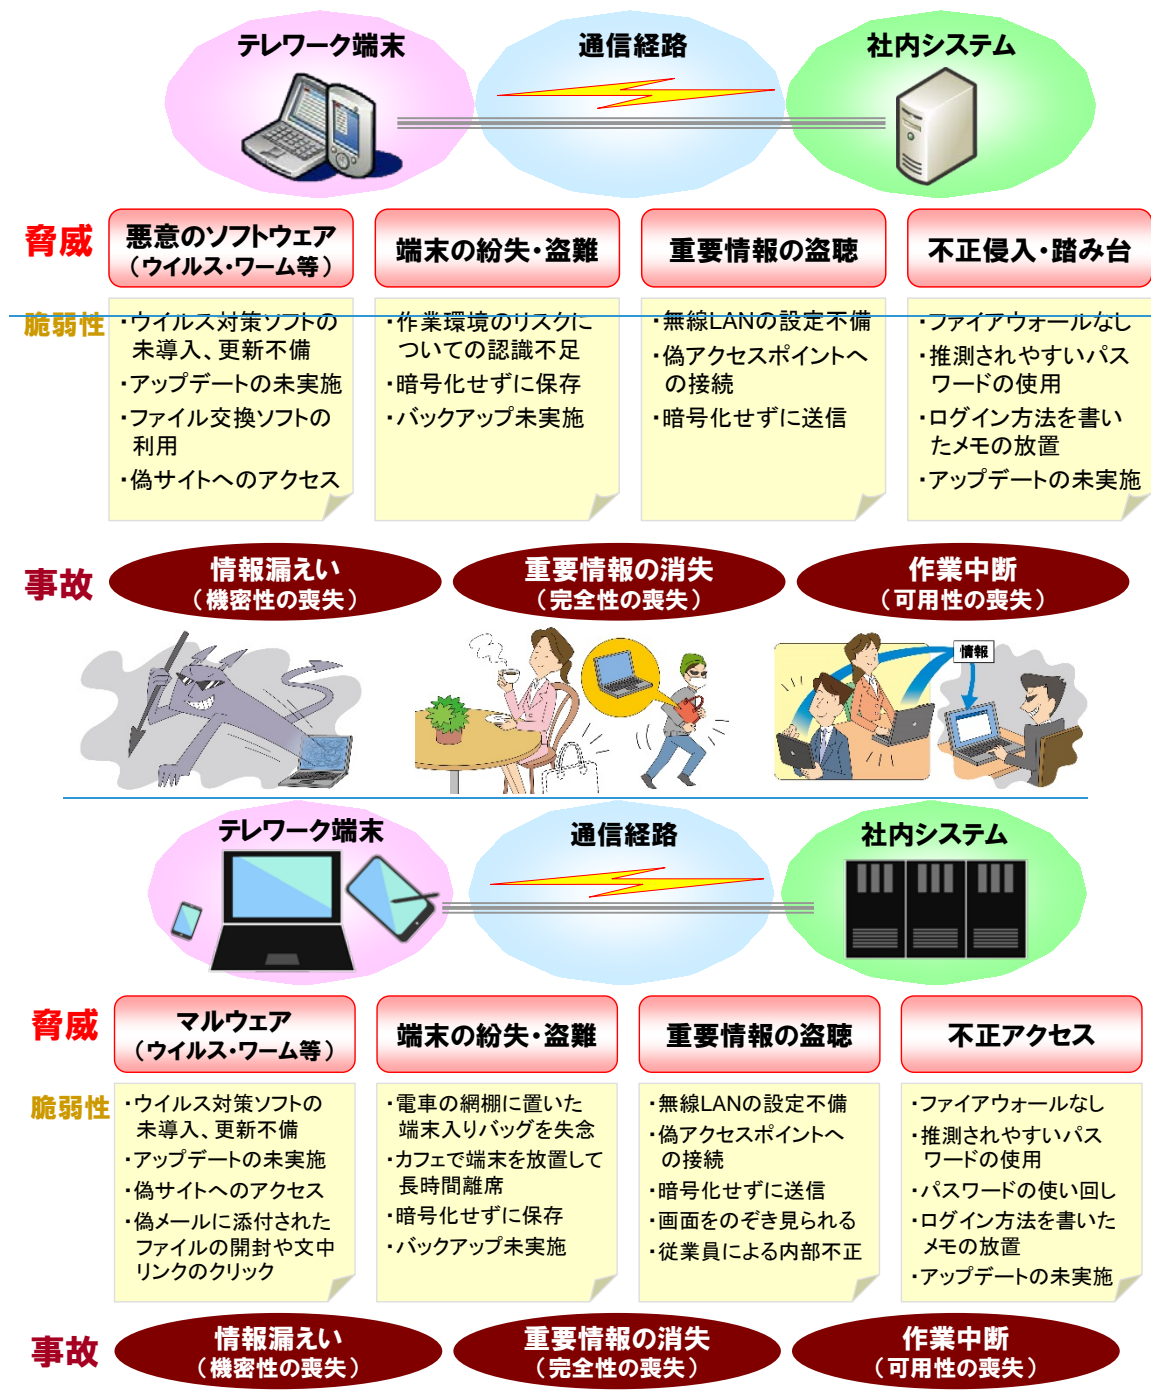 テレワーク端末
通信経路
社内システム
脅威
悪意のソフトウェア
（ウイルス・ワーム等）
端末の紛失・盗難
重要情報の盗聴
不正侵入・踏み台
脆弱性
・ウイルス対策ソフトの
未導入、更新不備
・アップデートの未実施
・ファイル交換ソフトの
利用
・偽サイトへのアクセス
・作業環境のリスクに
ついての認識不足
・暗号化せずに保存
・バックアップ未実施
・無線LANの設定不備
・偽アクセスポイントへ
の接続
・暗号化せずに送信
・ファイアウォールなし
・推測されやすいパス
ワードの使用
・ログイン方法を書い
たメモの放置
・アップデートの未実施
事故
情報漏えい
（機密性の喪失）
重要情報の消失
（完全性の喪失）
作業中断
（可用性の喪失）
情報
テレワーク端末
通信経路
社内システム
脅威
マルウェア
（ウイルス・ワーム等）
端末の紛失・盗難
重要情報の盗聴
不正アクセス
脆弱性
・ウイルス対策ソフトの
未導入、更新不備
・アップデートの未実施
・偽サイトへのアクセス
・偽メールに添付された
ファイルの開封や文中
リンクのクリック
・電車の網棚に置いた
端末入りバッグを失念
・カフェで端末を放置して
長時間離席
・暗号化せずに保存
・バックアップ未実施
・無線LANの設定不備
・偽アクセスポイントへ
の接続
・暗号化せずに送信
・画面をのぞき見られる
・従業員による内部不正
・ファイアウォールなし
・推測されやすいパス
ワードの使用
・パスワードの使い回し
・ログイン方法を書いた
メモの放置
・アップデートの未実施
事故
情報漏えい
（機密性の喪失）
重要情報の消失
（完全性の喪失）
作業中断
（可用性の喪失）